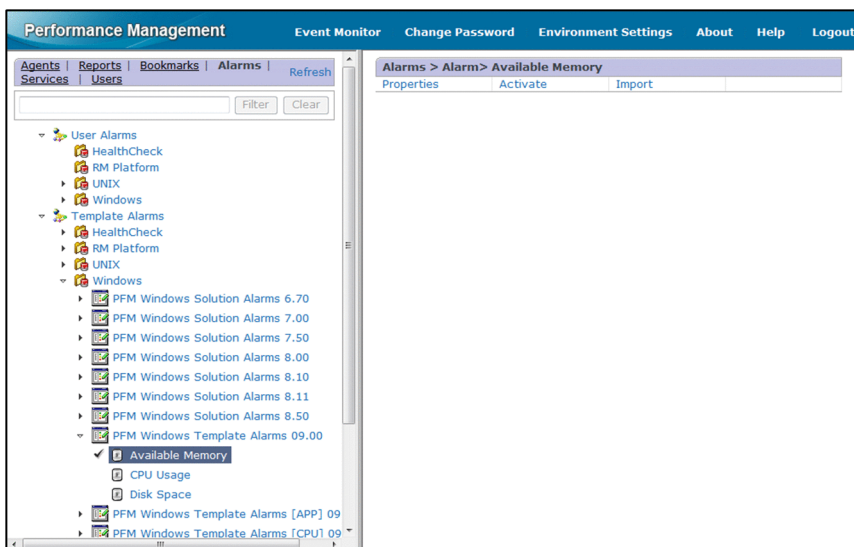 Performance Management
Event Monitor Change Password Environment Settings About Help Logout
Agents | Reports | Bookmarks | Alarms |
Services | Users
Refresh
Filter Clear
User Alarms
HealthCheck
RM Platform
UNIX
Windows
Template Alarms
HealthCheck
RM Platform
UNIX
Windows
PFM Windows Solution Alarms 6.70
PFM Windows Solution Alarms 7.00
PFM Windows Solution Alarms 7.50
PFM Windows Solution Alarms 8.00
PFM Windows Solution Alarms 8.10
PFM Windows Solution Alarms 8.11
PFM Windows Solution Alarms 8.50
PFM Windows Template Alarms 09.00
Available Memory
CPU Usage
Disk Space
PFM Windows Template Alarms [APP] 09
PFM Windows Template Alarms [CPU] 09
Alarms > Alarm> Available Memory
Properties Activate Import